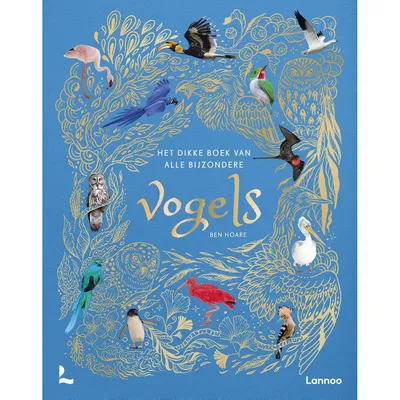 HET DIKKE BOEK VAN
ALLE BIJZONDERE
vogels
BEN HOARE
L
Lannoo